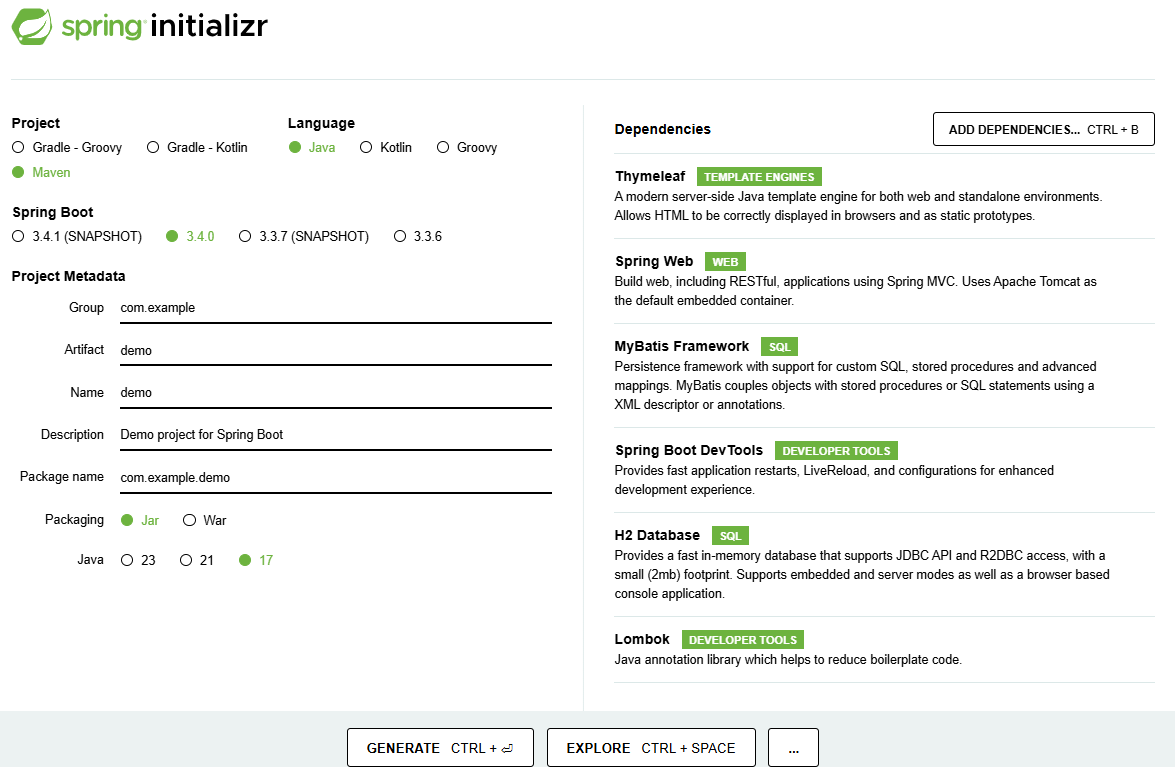 spring initializr
Project
Gradle - Groovy Gradle - Kotlin
Maven
Language
Java Kotlin Groovy
Spring Boot
3.4.1 (SNAPSHOT) 3.4.0 3.3.7 (SNAPSHOT) 3.3.6
Project Metadata
Group com.example
Artifact demo
Name demo
Description Demo project for Spring Boot
Package name com.example.demo
Packaging Jar War
Java 23 21 17
Dependencies ADD DEPENDENCIES... CTRL + B
Thymeleaf TEMPLATE ENGINES
A modern server-side Java template engine for both web and standalone environments.
Allows HTML to be correctly displayed in browsers and as static prototypes.
Spring Web WEB
Build web, including RESTful, applications using Spring MVC. Uses Apache Tomcat as
the default embedded container.
MyBatis Framework SQL
Persistence framework with support for custom SQL, stored procedures and advanced
mappings. MyBatis couples objects with stored procedures or SQL statements using a
XML descriptor or annotations.
Spring Boot DevTools DEVELOPER TOOLS
Provides fast application restarts, LiveReload, and configurations for enhanced
development experience.
H2 Database SQL
Provides a fast in-memory database that supports JDBC API and R2DBC access, with a
small (2mb) footprint. Supports embedded and server modes as well as a browser based
console application.
Lombok DEVELOPER TOOLS
Java annotation library which helps to reduce boilerplate code.
GENERATE CTRL + ⏎ EXPLORE CTRL + SPACE ...